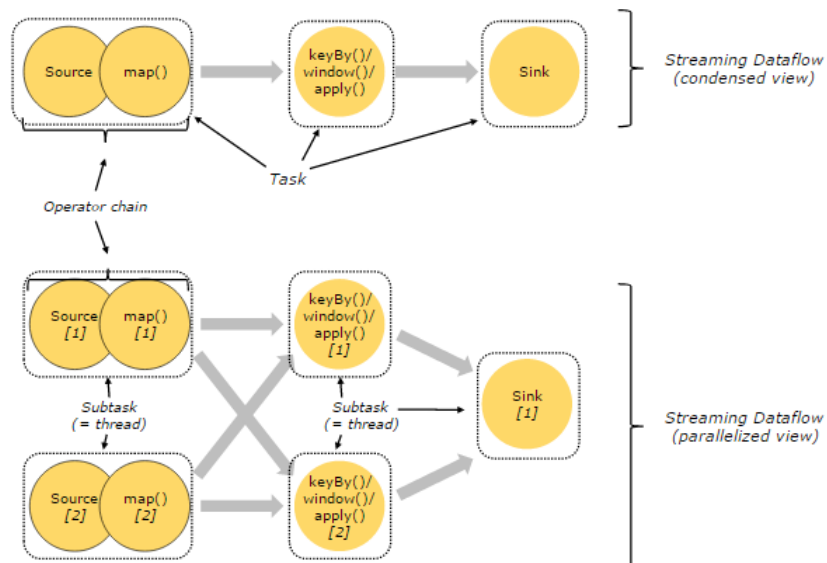 Source
map()
keyBy()/
window()/
apply()
Sink
Streaming Dataflow
(condensed view)
Task
Operator chain
Source
[1]
map()
[1]
keyBy()/
window()/
apply()
[1]
Sink
[1]
Subtask
(= thread)
Subtask
(= thread)
Streaming Dataflow
(parallelized view)
Source
[2]
map()
[2]
keyBy()/
window()/
apply()
[2]